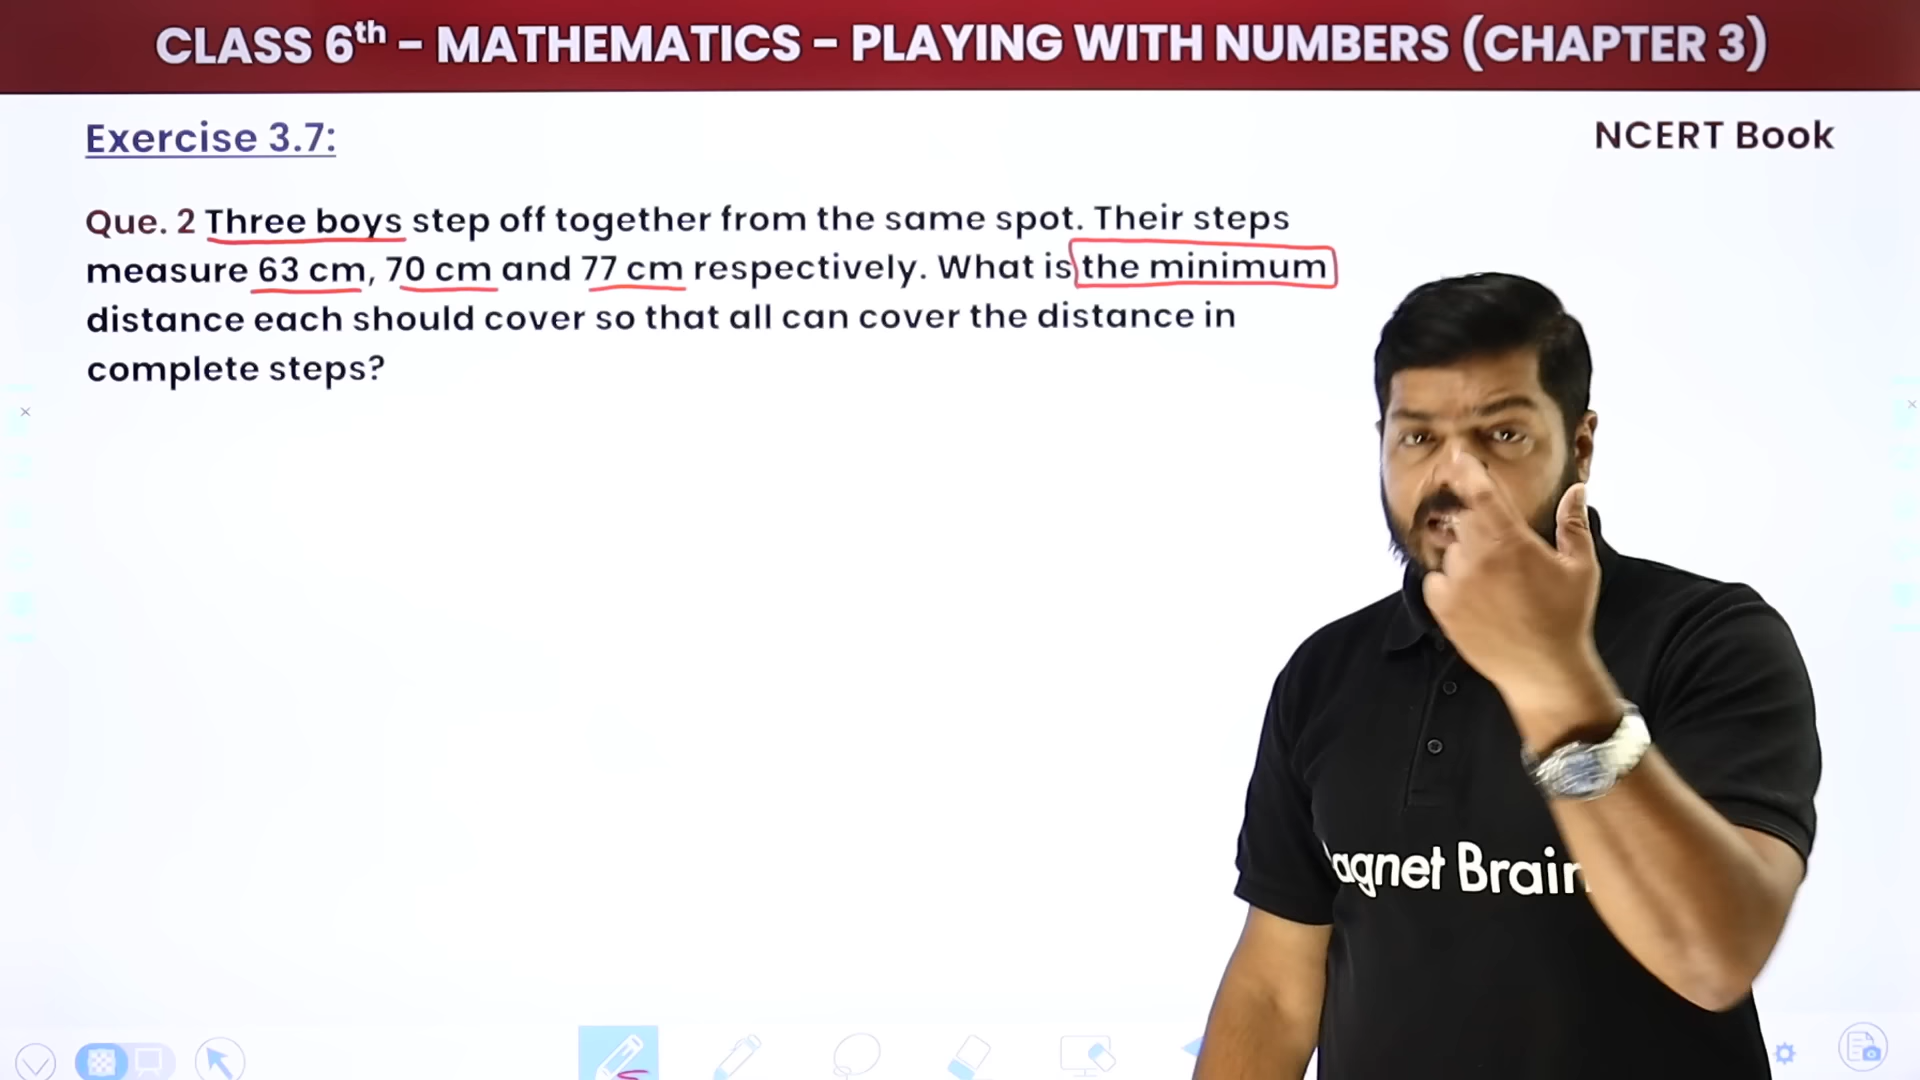 CLASS 6th - MATHEMATICS - PLAYING WITH NUMBERS (CHAPTER 3)
Exercise 3.7:
NCERT Book
Que. 2 Three boys step off together from the same spot. Their steps
measure 63 cm, 70 cm and 77 cm respectively. What is the minimum
distance each should cover so that all can cover the distance in
complete steps?
agnet Brain